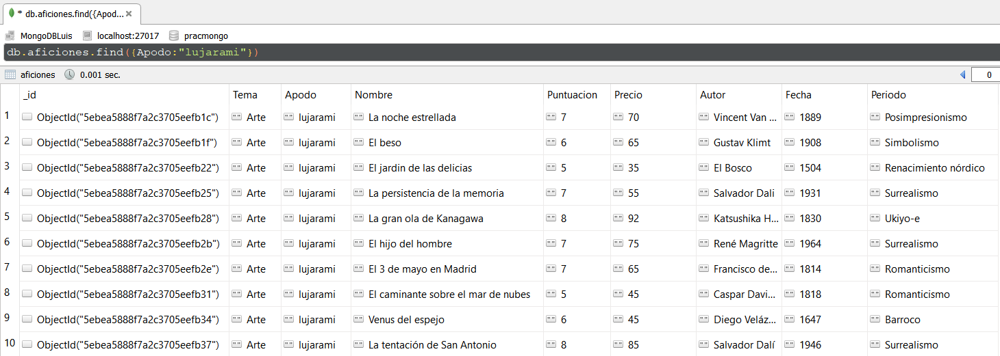 * db.aficiones.find({Apod...
MongoDBLuis localhost:27017 pracmongo
db.aficiones.find({Apodo:"lujarami"})
aficiones 0.001 sec. 0
_id Tema Apodo Nombre Puntuacion Precio Autor Fecha Periodo
1 ObjectId("5ebea5888f7a2c3705eefb1c") "" Arte "" lujarami "" La noche estrellada "" 7 "" 70 "" Vincent Van ... "" 1889 "" Posimpresionismo
2 ObjectId("5ebea5888f7a2c3705eefb1f") "" Arte "" lujarami "" El beso "" 6 "" 65 "" Gustav Klimt "" 1908 "" Simbolismo
3 ObjectId("5ebea5888f7a2c3705eefb22") "" Arte "" lujarami "" El jardin de las delicias "" 5 "" 35 "" El Bosco "" 1504 "" Renacimiento nórdico
4 ObjectId("5ebea5888f7a2c3705eefb25") "" Arte "" lujarami "" La persistencia de la memoria "" 7 "" 55 "" Salvador Dali "" 1931 "" Surrealismo
5 ObjectId("5ebea5888f7a2c3705eefb28") "" Arte "" lujarami "" La gran ola de Kanagawa "" 8 "" 92 "" Katsushika H... "" 1830 "" Ukiyo-e
6 ObjectId("5ebea5888f7a2c3705eefb2b") "" Arte "" lujarami "" El hijo del hombre "" 7 "" 75 "" René Magritte "" 1964 "" Surrealismo
7 ObjectId("5ebea5888f7a2c3705eefb2e") "" Arte "" lujarami "" El 3 de mayo en Madrid "" 7 "" 65 "" Francisco de... "" 1814 "" Romanticismo
8 ObjectId("5ebea5888f7a2c3705eefb31") "" Arte "" lujarami "" El caminante sobre el mar de nubes "" 5 "" 45 "" Caspar Davi... "" 1818 "" Romanticismo
9 ObjectId("5ebea5888f7a2c3705eefb34") "" Arte "" lujarami "" Venus del espejo "" 6 "" 45 "" Diego Veláz... "" 1647 "" Barroco
10 ObjectId("5ebea5888f7a2c3705eefb37") "" Arte "" lujarami "" La tentación de San Antonio "" 8 "" 85 "" Salvador Dalí "" 1946 "" Surrealismo